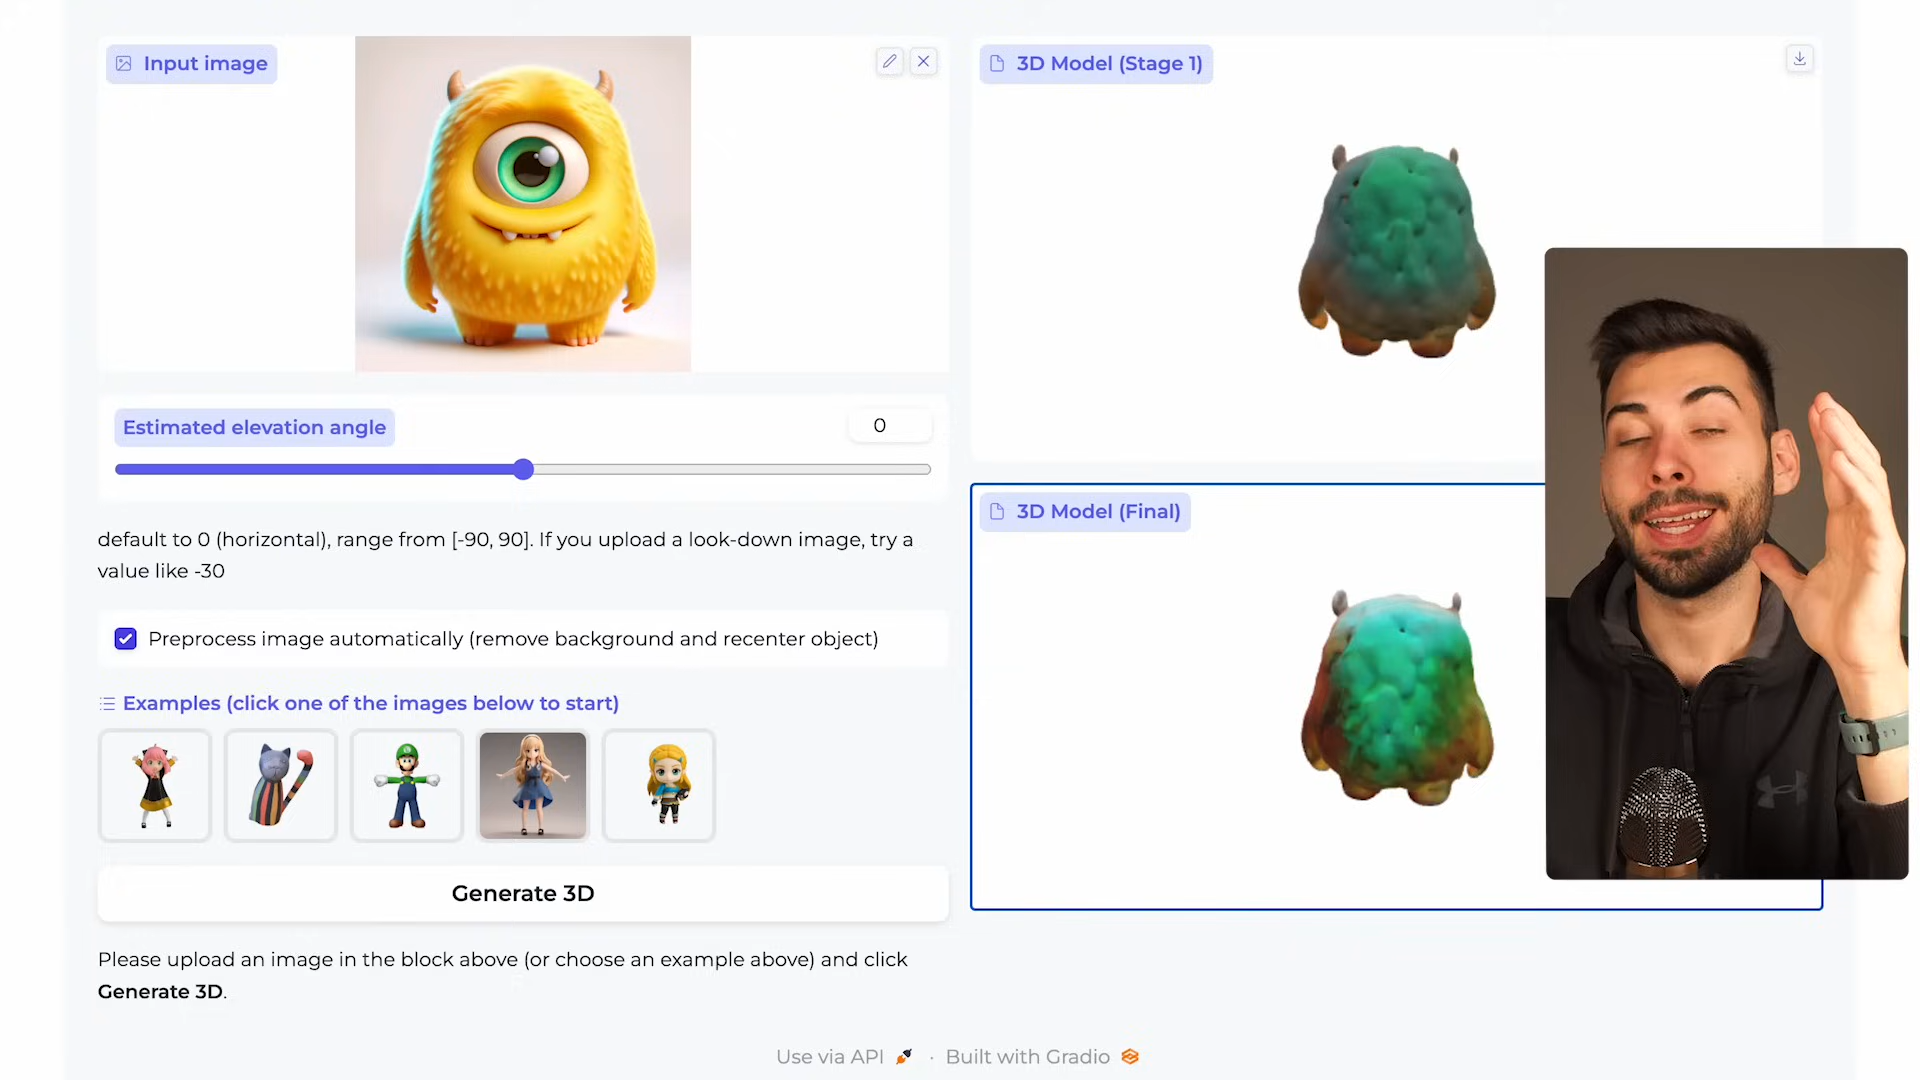 Input image
3D Model (Stage 1)
Estimated elevation angle
0
default to 0 (horizontal), range from [-90, 90]. If you upload a look-down image, try a
value like -30
Preprocess image automatically (remove background and recenter object)
Examples (click one of the images below to start)
Generate 3D
Please upload an image in the block above (or choose an example above) and click
Generate 3D.
3D Model (Final)
Use via API · Built with Gradio